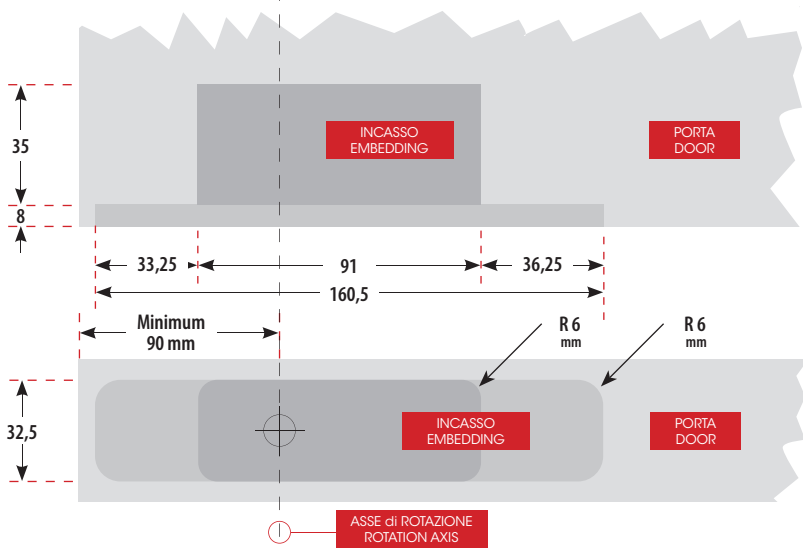 INCASSO
EMBEDDING
PORTA
DOOR
35
8
33,25
91
36,25
160,5
Minimum
90 mm
R 6
mm
R 6
mm
32,5
INCASSO
EMBEDDING
PORTA
DOOR
ASSE di ROTAZIONE
ROTATION AXIS